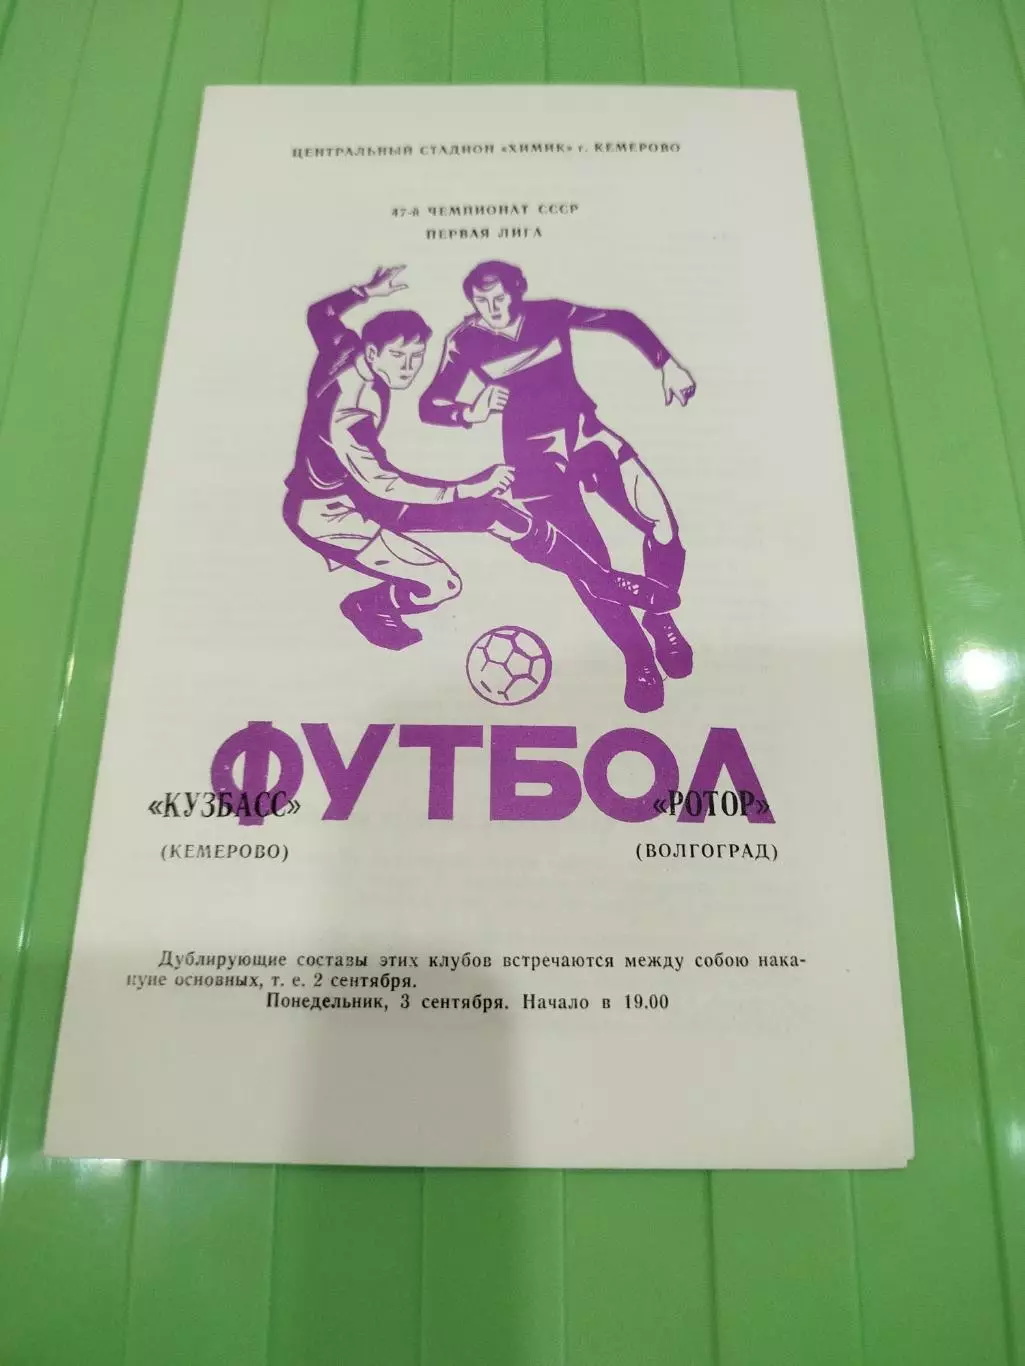 ЦЕНТРАЛЬНЫЙ СТАДИОН «ХИМИК» г. КЕМЕРОВО
47-й ЧЕМПИОНАТ СССР
ПЕРВАЯ ЛИГА
ФУТБОЛ
«КУЗБАСС» «РОТОР»
(КЕМЕРОВО) (ВОЛГОГРАД)
Дублирующие составы этих клубов встречаются между собою нака-
нуне основных, т. е. 2 сентября.
Понедельник, 3 сентября. Начало в 19.00